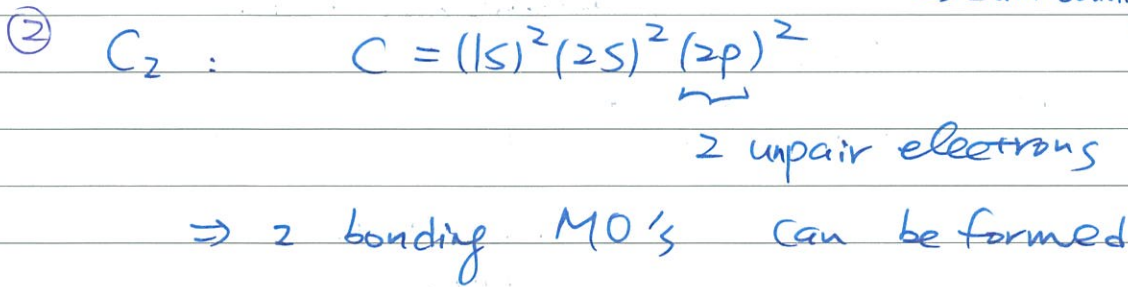 ② C₂ : C = (1s)² (2s)² (2p)²
2 unpair electrons
⇒ 2 bonding MO's can be formed